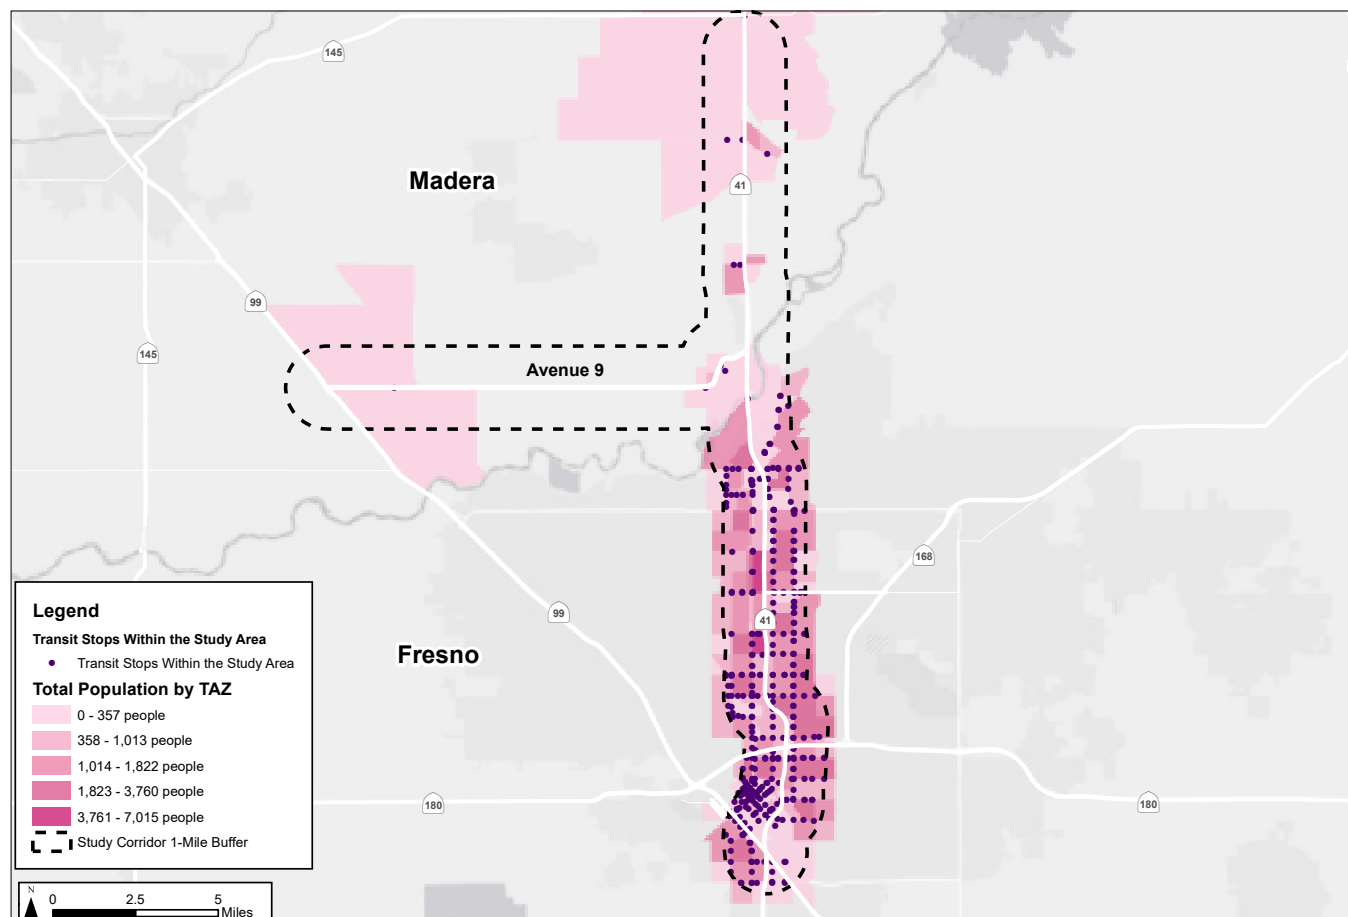 145
Madera
41
99
145
Avenue 9
168
99
41
Fresno
180
180
Legend
Transit Stops Within the Study Area
Transit Stops Within the Study Area
Total Population by TAZ
0 - 357 people
358 - 1,013 people
1,014 - 1,822 people
1,823 - 3,760 people
3,761 - 7,015 people
Study Corridor 1-Mile Buffer
N
0 2.5 5
Miles